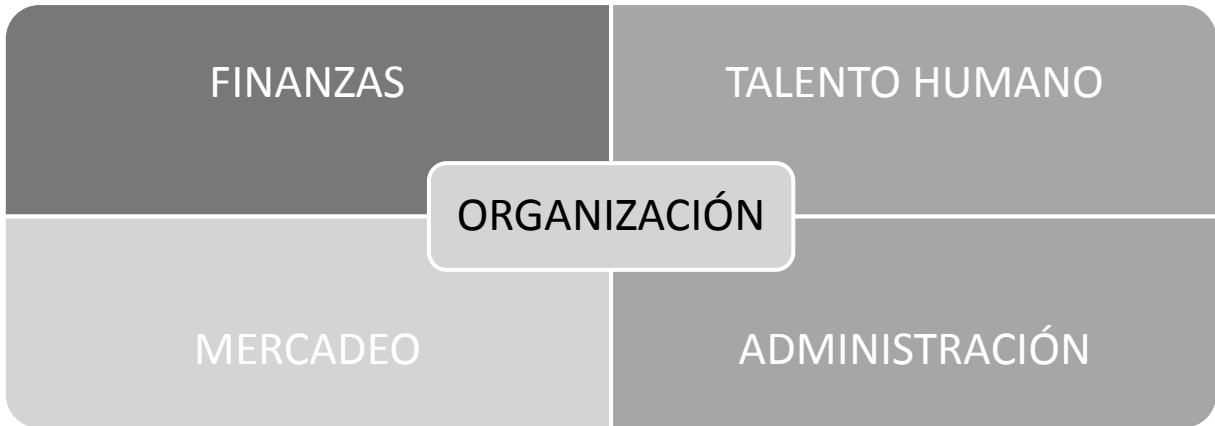 FINANZAS
TALENTO HUMANO
ORGANIZACIÓN
MERCADEO
ADMINISTRACIÓN